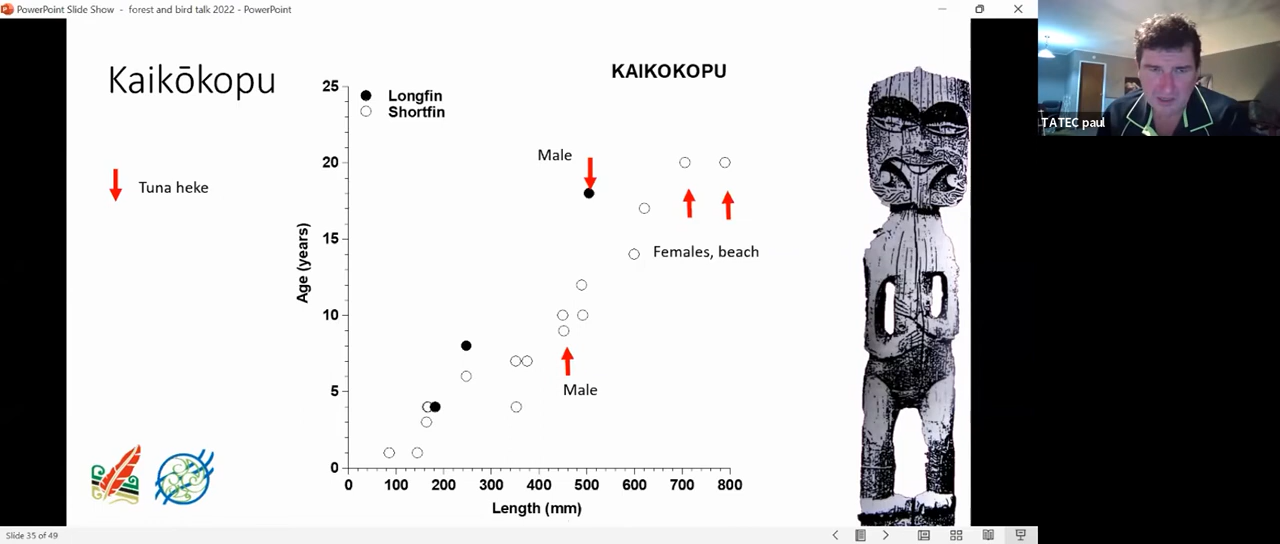 PowerPoint Slide Show - forest and bird talk 2022 - PowerPoint
Kaikōkopu
Tuna heke
KAIKOKOPU
Longfin
Shortfin
Male
Females, beach
Male
Age (years)
25
20
15
10
5
0
0 100 200 300 400 500 600 700 800
Length (mm)
TATEC paul
Slide 35 of 49